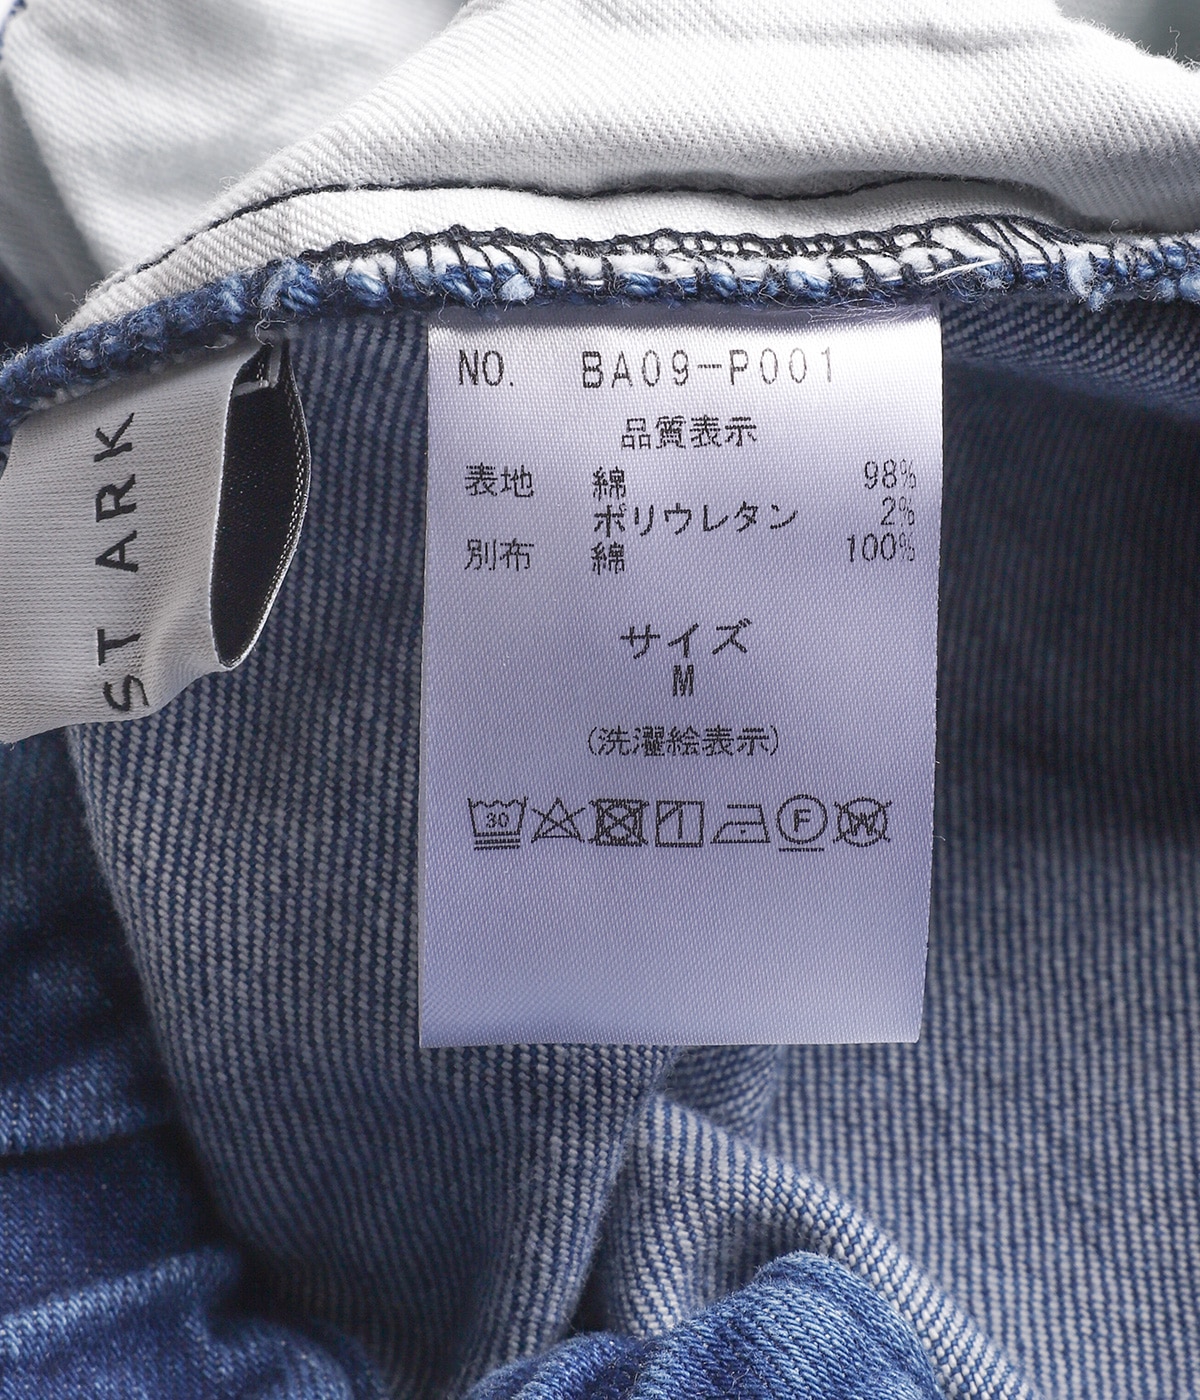 ST ARK
NO. BA09-P001
品質表示
表地 綿 98%
ポリウレタン 2%
別布 綿 100%
サイズ
M
(洗濯絵表示)
30 F W